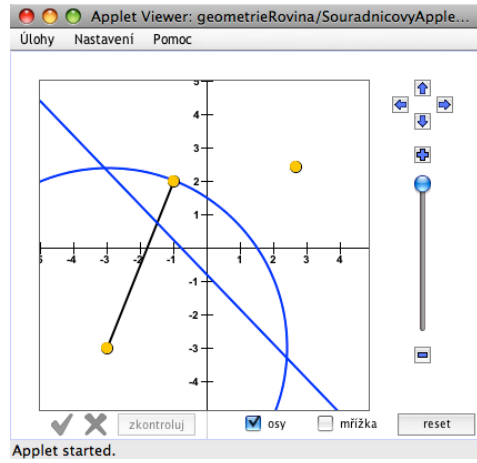 Applet Viewer: geometrieRovina/SouradnicovyApple...
Úlohy Nastavení Pomoc
5
4
3
2
1
5 -4 -3 -2 -1 1 2 3 4
-1
-2
-3
-4
zkontroluj osy mřížka reset
Applet started.